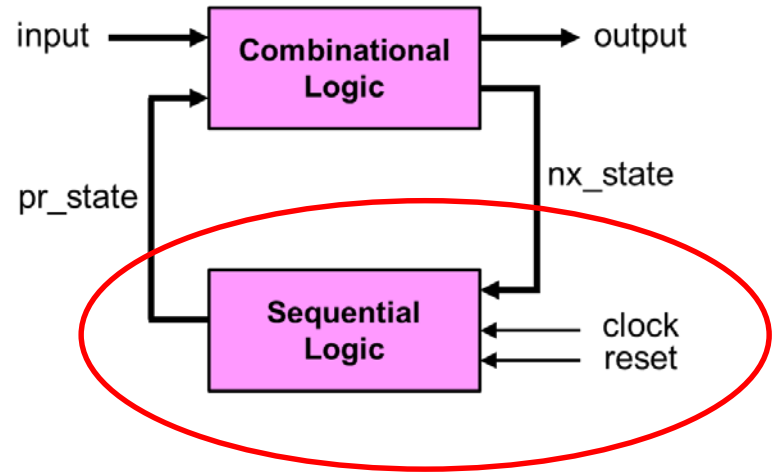 input
Combinational
Logic
output
pr_state
nx_state
Sequential
Logic
clock
reset